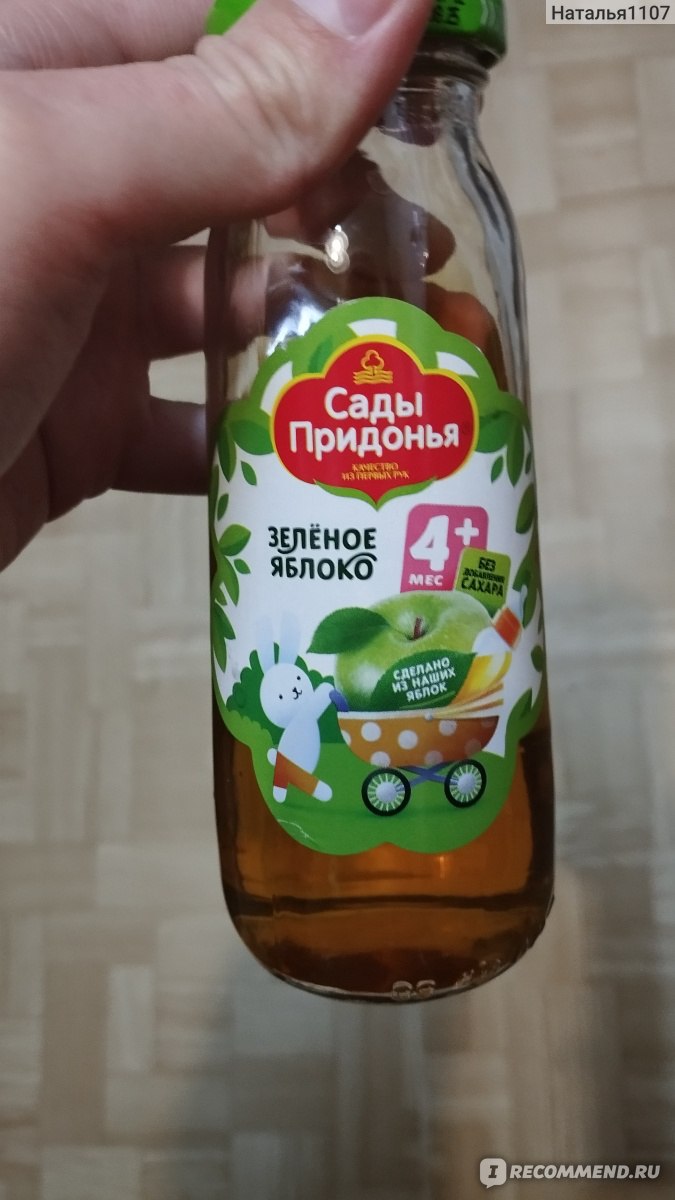 Наталья1107
Сады
Придонья
КАЧЕСТВО
ИЗ ПЕРВЫХ РУК
ЗЕЛЁНОЕ
ЯБЛОКО
4+
МЕС
БЕЗ
ДОБАВЛЕНИЯ
САХАРА
СДЕЛАНО
ИЗ НАШИХ
ЯБЛОК
IRECOMMEND.RU